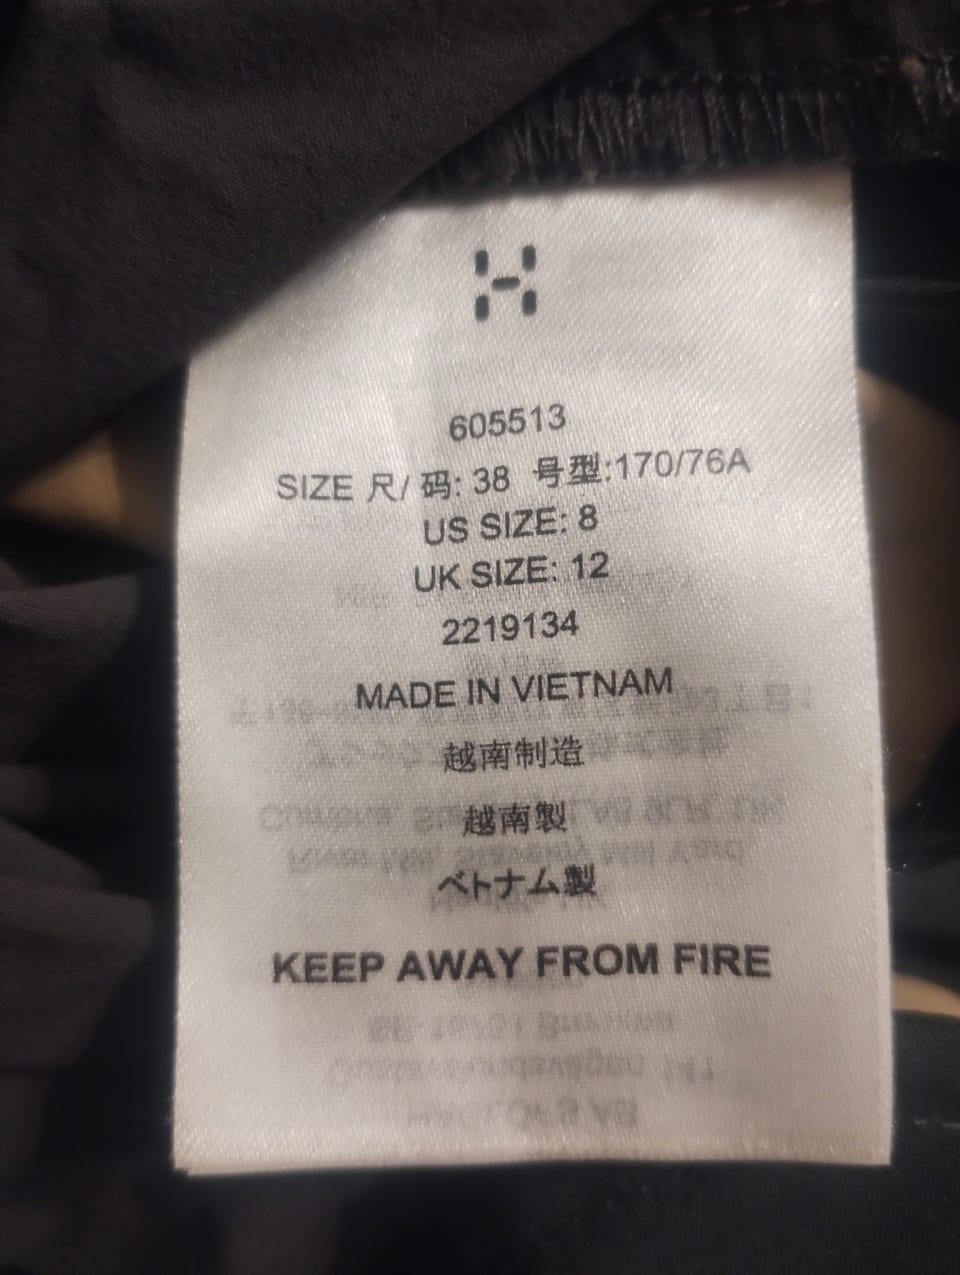 H
605513
SIZE 尺/ 码: 38 号型:170/76A
US SIZE: 8
UK SIZE: 12
2219134
MADE IN VIETNAM
越南制造
越南製
ベトナム製
KEEP AWAY FROM FIRE